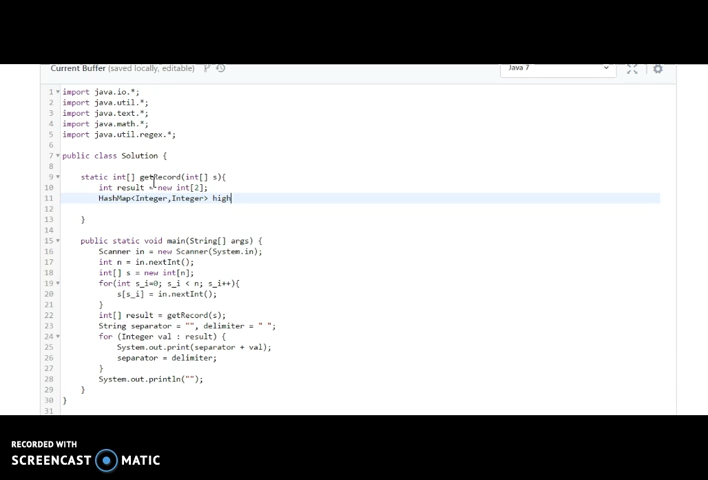 Current Buffer (saved locally, editable)
Java 7
1 import java.io.*;
2 import java.util.*;
3 import java.text.*;
4 import java.math.*;
5 import java.util.regex.*;
6
7 public class Solution {
8
9 static int[] getRecord(int[] s){
10 int result = new int[2];
11 HashMap<Integer,Integer> high
12
13 }
14
15 public static void main(String[] args) {
16 Scanner in = new Scanner(System.in);
17 int n = in.nextInt();
18 int[] s = new int[n];
19 for(int s_i=0; s_i < n; s_i++){
20 s[s_i] = in.nextInt();
21 }
22 int[] result = getRecord(s);
23 String separator = "", delimiter = " ";
24 for (Integer val : result) {
25 System.out.print(separator + val);
26 separator = delimiter;
27 }
28 System.out.println("");
29 }
30 }
31
RECORDED WITH
SCREENCAST MATIC